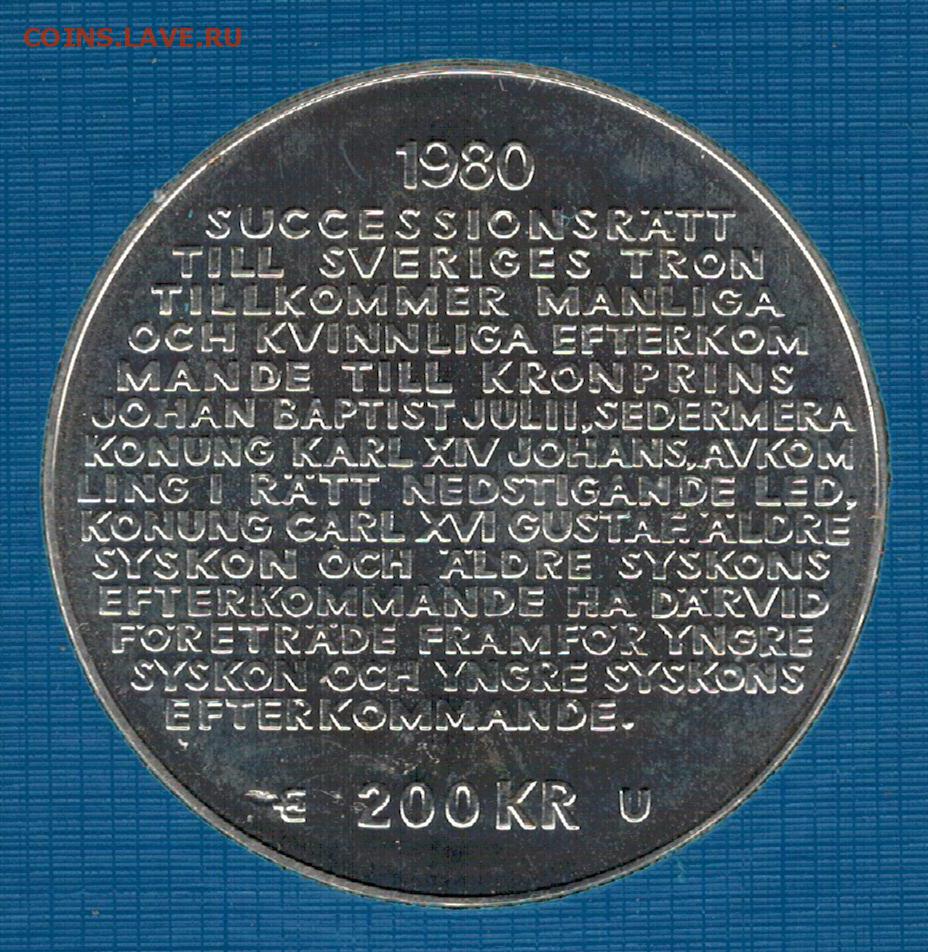 COINS.LAVE.RU
1980
SUCCESSIONSRÄTT
TILL SVERIGES TRON
TILLKOMMER MANLIGA
OCH KVINNLIGA EFTERKOM
MANDE TILL KRONPRINS
JOHAN BAPTIST JULII, SEDERMERA
KONUNG KARL XIV JOHANS, AVKOM
LING I RÄTT NEDSTIGANDE LED,
KONUNG CARL XVI GUSTAF. ÄLDRE
SYSKON OCH ÄLDRE SYSKONS
EFTERKOMMANDE HA DÄRVID
FÖRETRÄDE FRAMFÖR YNGRE
SYSKON OCH YNGRE SYSKONS
EFTERKOMMANDE.
200 KR U